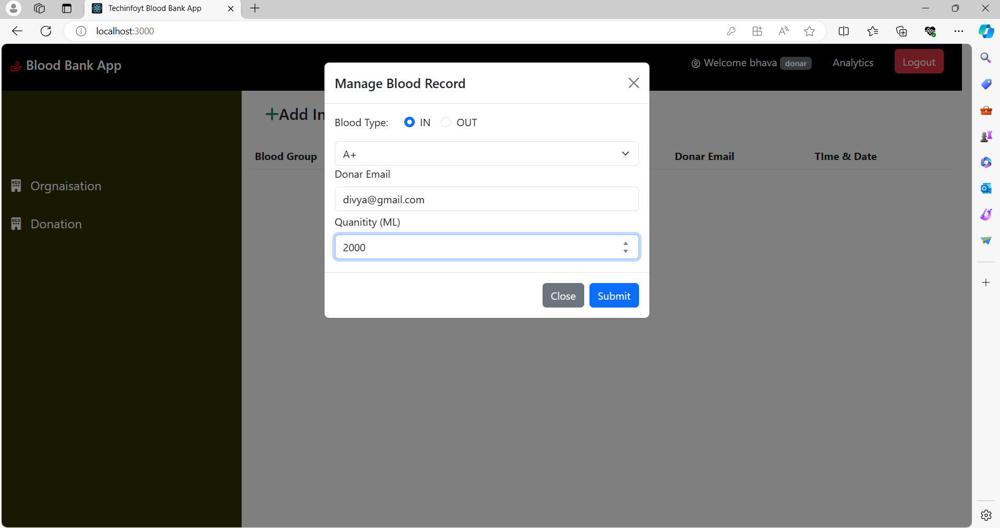 Techinfoyt Blood Bank App
localhost:3000
Blood Bank App
Welcome bhava donar
Analytics
Logout
Manage Blood Record
Add In
Blood Type: IN OUT
Blood Group
A+
Donar Email
TIme & Date
Donar Email
Orgnaisation
divya@gmail.com
Donation
Quanitity (ML)
2000
Close
Submit